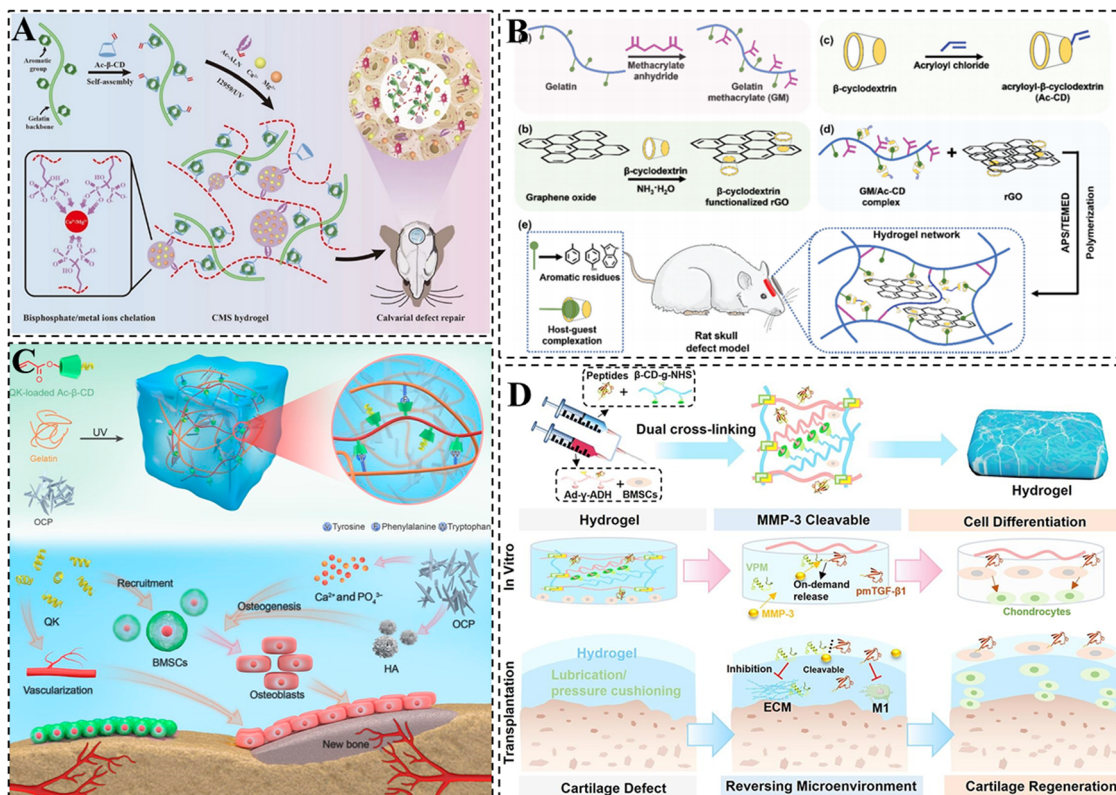 A
Aromatic
group
Gelatin
backbone
Ac-β-CD
Self-assembly
Ac-ALN
Ca²⁺
Mg²⁺
I2959/UV
Ca²⁺/Mg²⁺
Bisphosphate/metal ions chelation
CMS hydrogel
Calvarial defect repair
B
Gelatin
Methacrylate
anhydride
Gelatin
methacrylate (GM)
(c)
β-cyclodextrin
Acryloyl chloride
acryloyl-β-cyclodextrin
(Ac-CD)
(b)
Graphene oxide
β-cyclodextrin
NH₃·H₂O
β-cyclodextrin
functionalized rGO
(d)
GM/Ac-CD
complex
+
rGO
APS/TEMED
Polymerization
(e)
Aromatic residues
Host-guest
complexation
Rat skull
defect model
Hydrogel network
C
QK-loaded Ac-β-CD
Gelatin
UV
OCP
Tyrosine
Phenylalanine
Tryptophan
QK
Recruitment
BMSCs
Vascularization
Osteogenesis
Ca²⁺ and PO₄³⁻
OCP
HA
Osteoblasts
New bone
D
Peptides
β-CD-g-NHS
+
Dual cross-linking
Ad-γ-ADH
+
BMSCs
Hydrogel
Hydrogel
MMP-3 Cleavable
Cell Differentiation
In Vitro
VPM
On-demand
release
pmTGF-β1
MMP-3
Chondrocytes
Transplantation
Hydrogel
Lubrication/
pressure cushioning
Inhibition
Cleavable
ECM
M1
Cartilage Defect
Reversing Microenvironment
Cartilage Regeneration